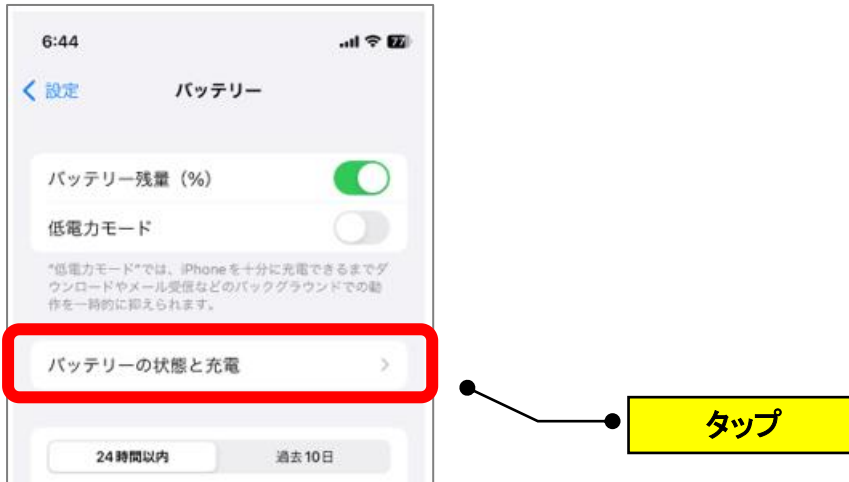 6:44
77
設定
バッテリー
バッテリー残量（%）
低電力モード
"低電力モード"では、iPhoneを十分に充電できるまでダ
ウンロードやメール受信などのバックグラウンドでの動
作を一時的に抑えられます。
バッテリーの状態と充電
タップ
24時間以内
過去10日